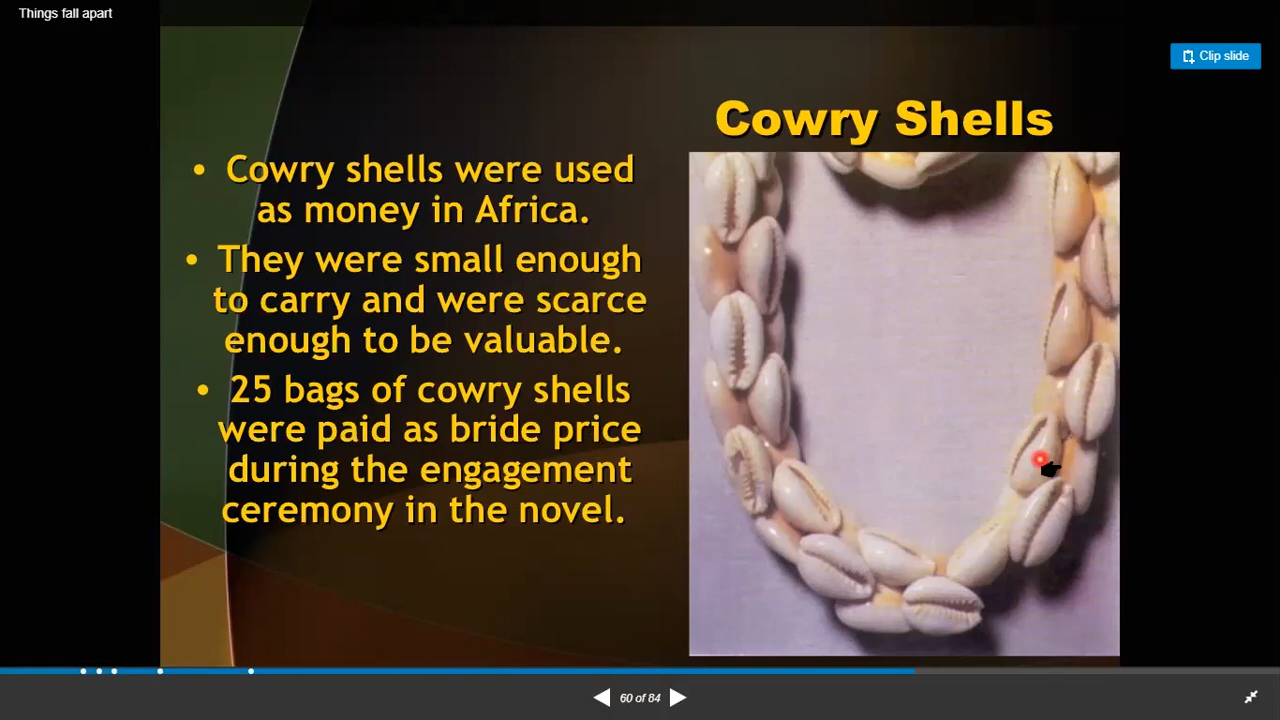 Things fall apart
Clip slide
Cowry Shells
• Cowry shells were used
as money in Africa.
• They were small enough
to carry and were scarce
enough to be valuable.
• 25 bags of cowry shells
were paid as bride price
during the engagement
ceremony in the novel.
60 of 84